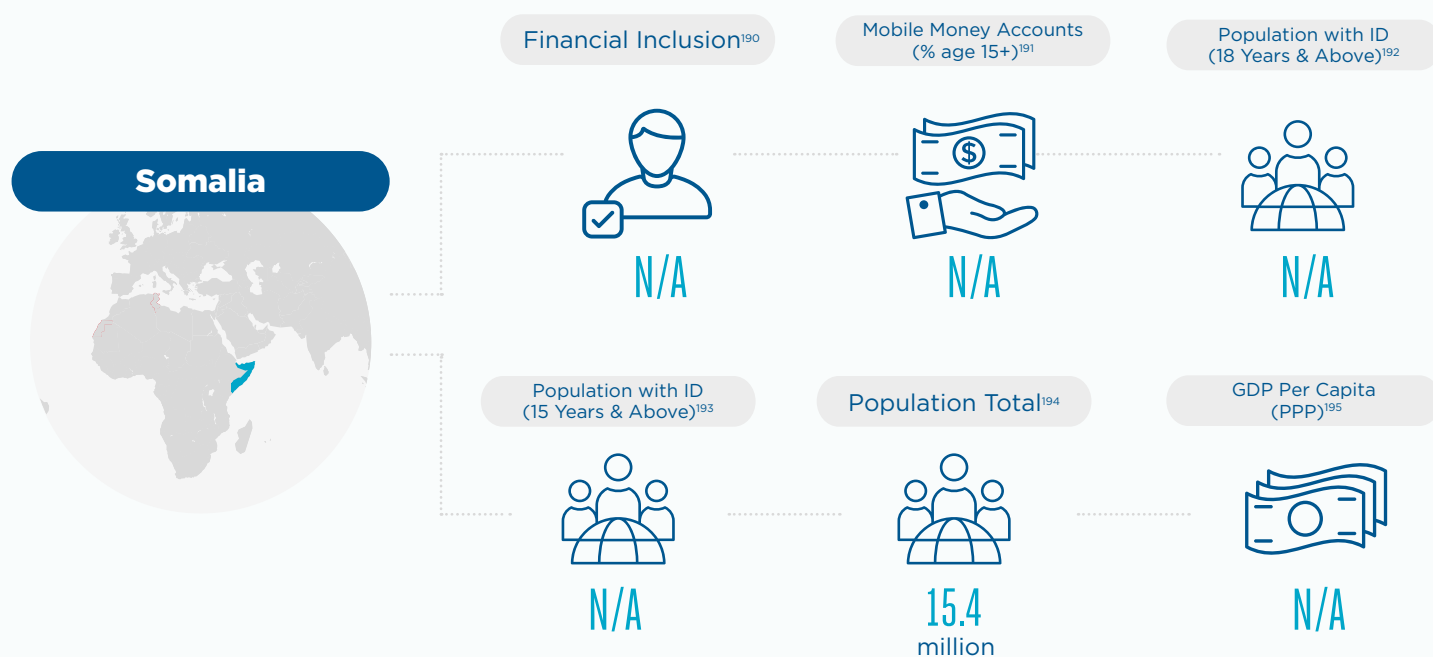 Financial Inclusion¹⁹⁰
Mobile Money Accounts
(% age 15+)¹⁹¹
Population with ID
(18 Years & Above)¹⁹²
Somalia
$
N/A
N/A
N/A
Population with ID
(15 Years & Above)¹⁹³
Population Total¹⁹⁴
GDP Per Capita
(PPP)¹⁹⁵
N/A
15.4
million
N/A